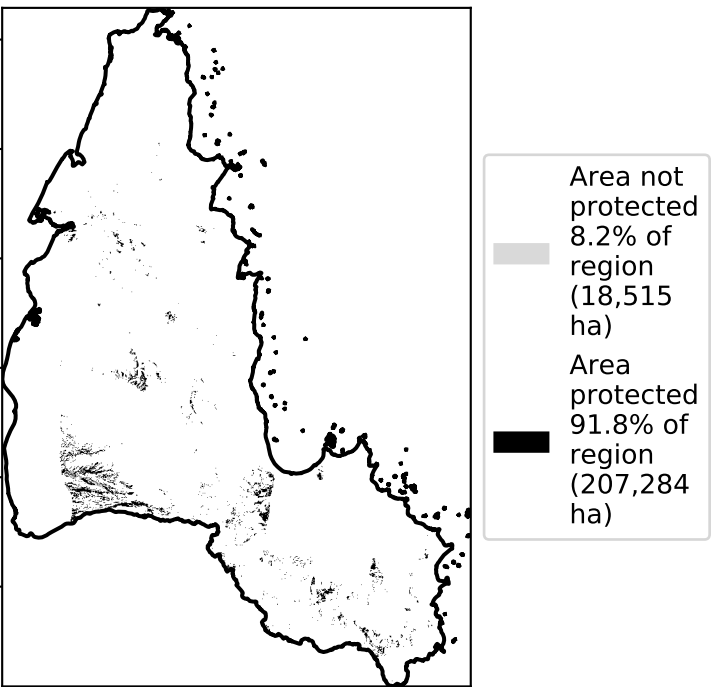 Area not
protected
8.2% of
region
(18,515
ha)
Area
protected
91.8% of
region
(207,284
ha)